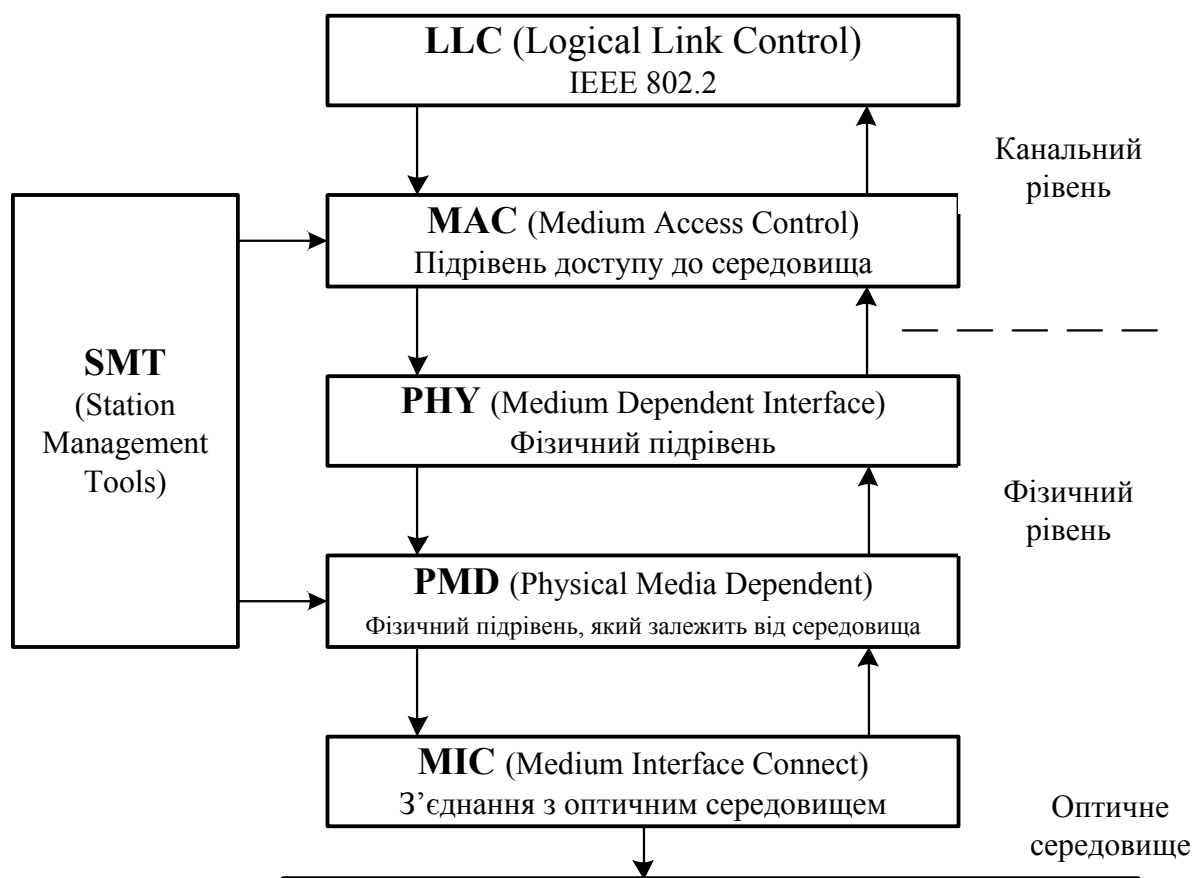 LLC (Logical Link Control)
IEEE 802.2
Канальний
рівень
MAC (Medium Access Control)
Підрівень доступу до середовища
SMT
(Station
Management
Tools)
PHY (Medium Dependent Interface)
Фізичний підрівень
Фізичний
рівень
PMD (Physical Media Dependent)
Фізичний підрівень, який залежить від середовища
MIC (Medium Interface Connect)
З’єднання з оптичним середовищем
Оптичне
середовище